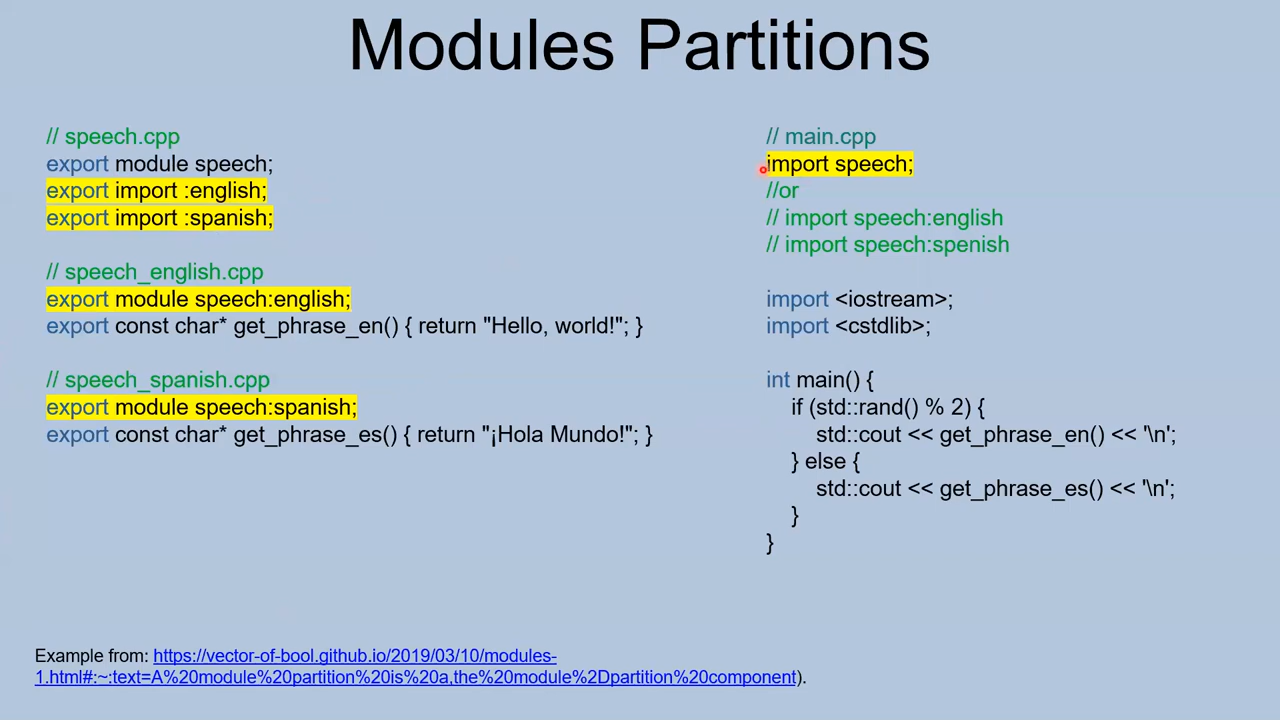 Modules Partitions
// speech.cpp
export module speech;
export import :english;
export import :spanish;
// speech_english.cpp
export module speech:english;
export const char* get_phrase_en() { return "Hello, world!"; }
// speech_spanish.cpp
export module speech:spanish;
export const char* get_phrase_es() { return "¡Hola Mundo!"; }
// main.cpp
import speech;
//or
// import speech:english
// import speech:spenish
import <iostream>;
import <cstdlib>;
int main() {
if (std::rand() % 2) {
std::cout << get_phrase_en() << '\n';
} else {
std::cout << get_phrase_es() << '\n';
}
}
Example from: https://vector-of-bool.github.io/2019/03/10/modules-
1.html#:~:text=A%20module%20partition%20is%20a,the%20module%2Dpartition%20component).